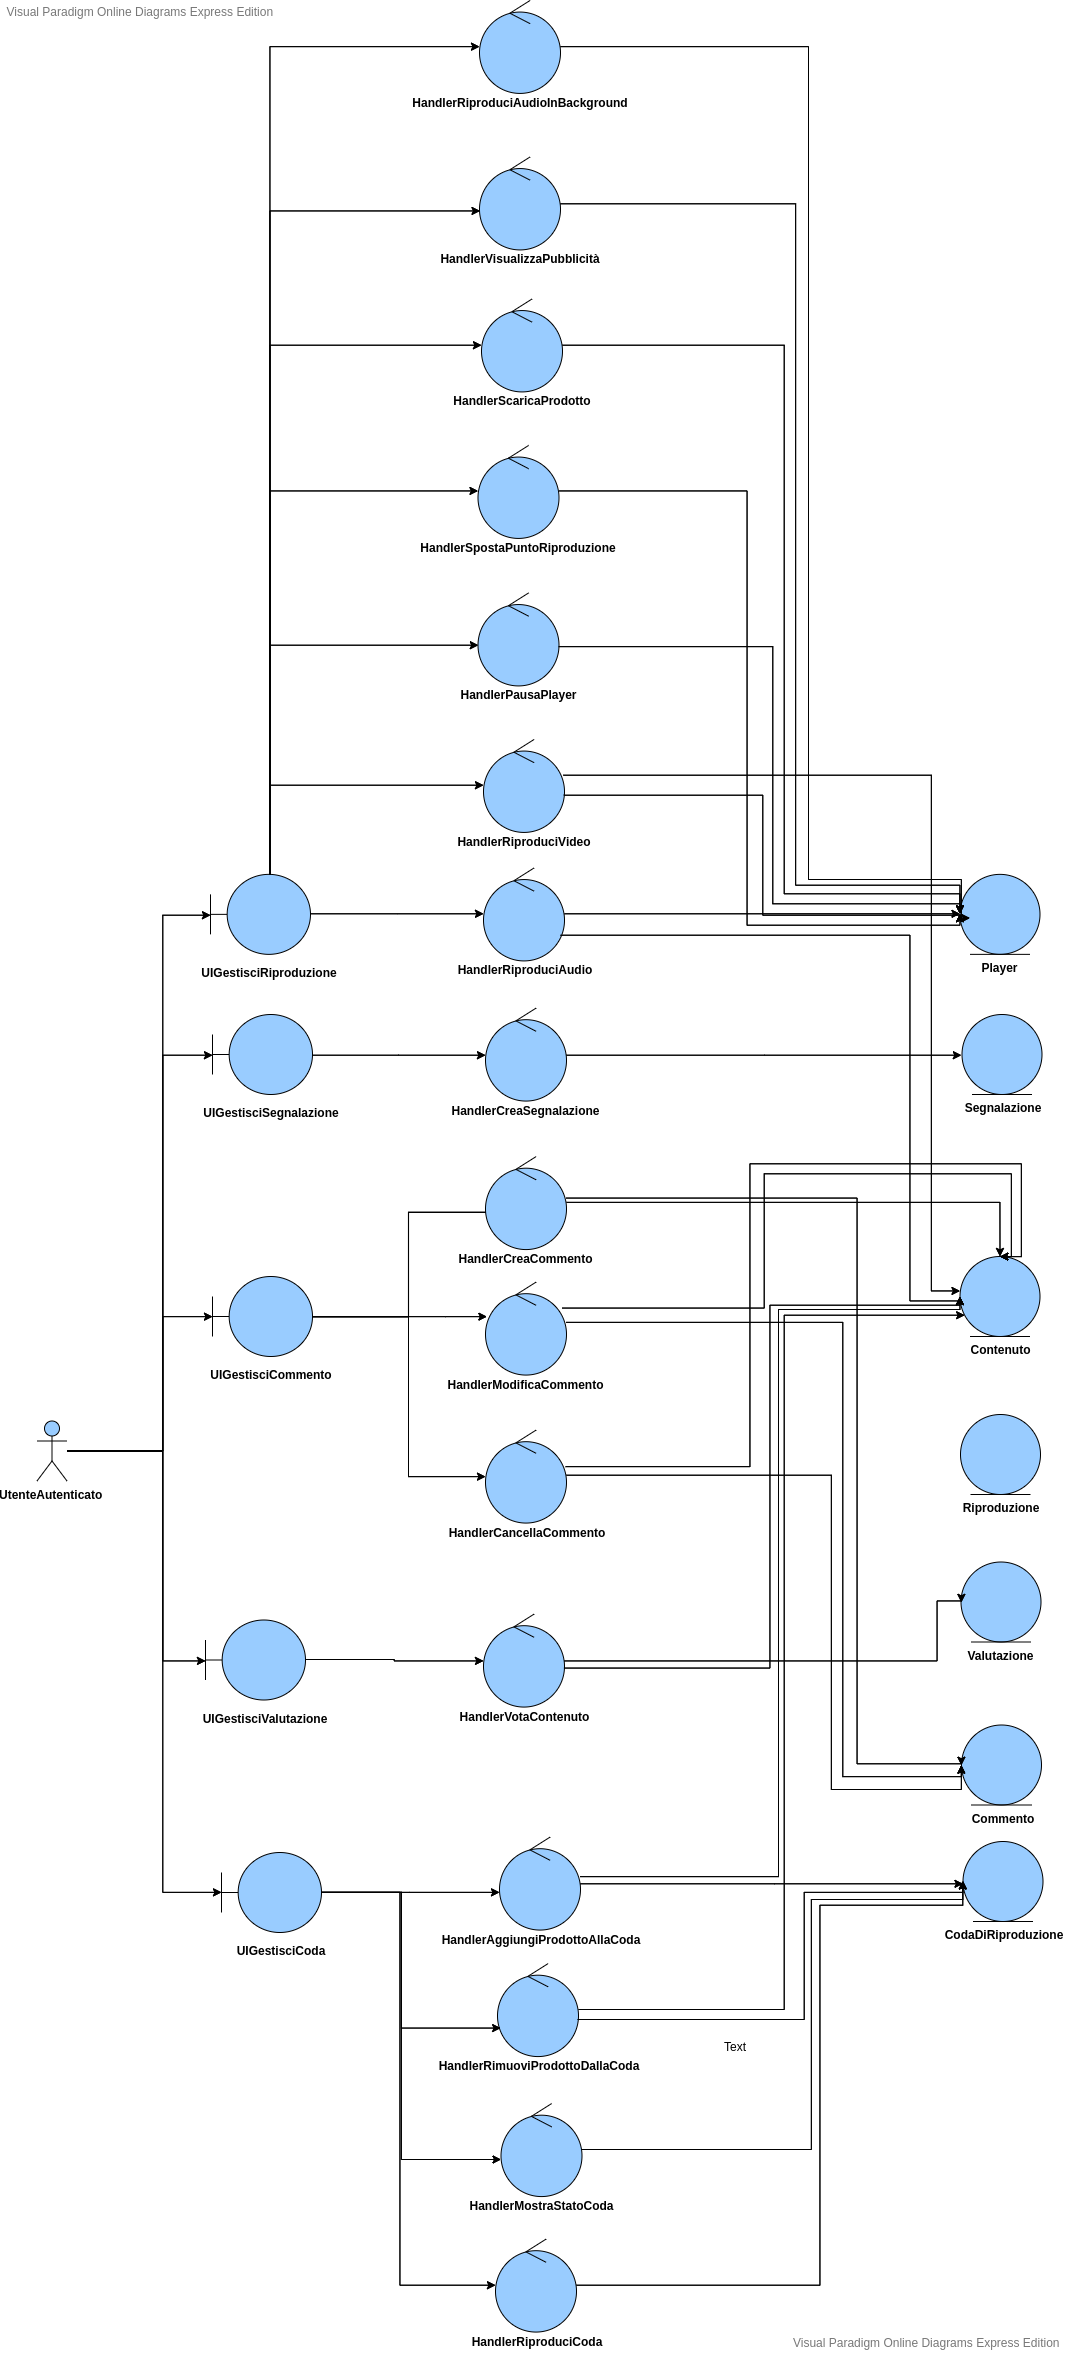 Visual Paradigm Online Diagrams Express Edition
HandlerRiproduciAudioInBackground
HandlerVisualizzaPubblicità
HandlerScaricaProdotto
HandlerSpostaPuntoRiproduzione
HandlerPausaPlayer
HandlerRiproduciVideo
UIGestisciRiproduzione
HandlerRiproduciAudio
Player
UIGestisciSegnalazione
HandlerCreaSegnalazione
Segnalazione
HandlerCreaCommento
UIGestisciCommento
HandlerModificaCommento
Contenuto
UtenteAutenticato
HandlerCancellaCommento
Riproduzione
Valutazione
UIGestisciValutazione
HandlerVotaContenuto
Commento
UIGestisciCoda
HandlerAggiungiProdottoAllaCoda
CodaDiRiproduzione
HandlerRimuoviProdottoDallaCoda
Text
HandlerMostraStatoCoda
HandlerRiproduciCoda
Visual Paradigm Online Diagrams Express Edition